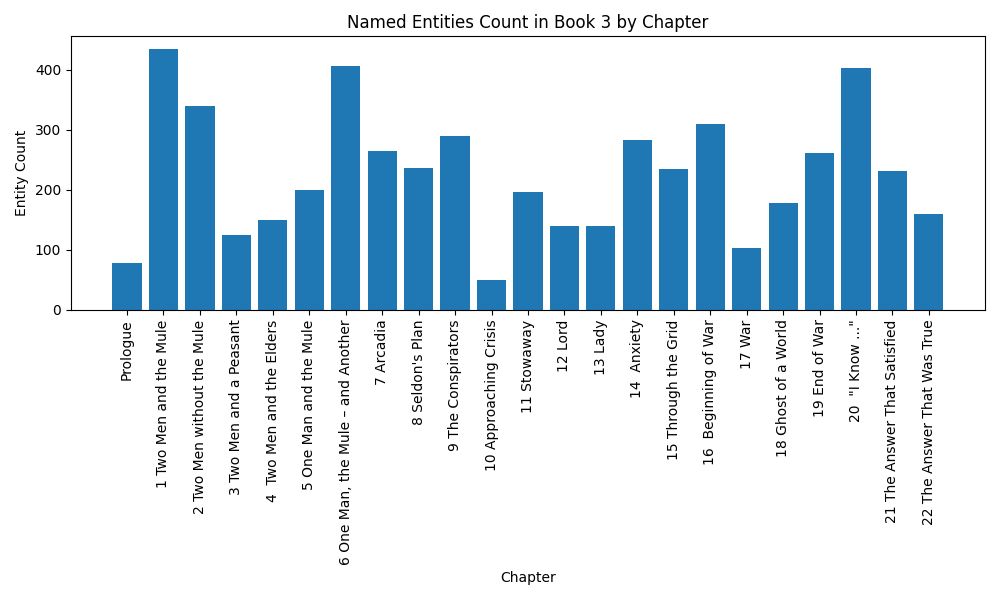 Named Entities Count in Book 3 by Chapter
Entity Count
400
300
200
100
0
Prologue
1 Two Men and the Mule
2 Two Men without the Mule
3 Two Men and a Peasant
4  Two Men and the Elders
5 One Man and the Mule
6 One Man, the Mule – and Another
7 Arcadia
8 Seldon's Plan
9 The Conspirators
10 Approaching Crisis
11 Stowaway
12 Lord
13 Lady
14  Anxiety
15 Through the Grid
16  Beginning of War
17 War
18 Ghost of a World
19 End of War
20  "I Know ..."
21 The Answer That Satisfied
22 The Answer That Was True
Chapter